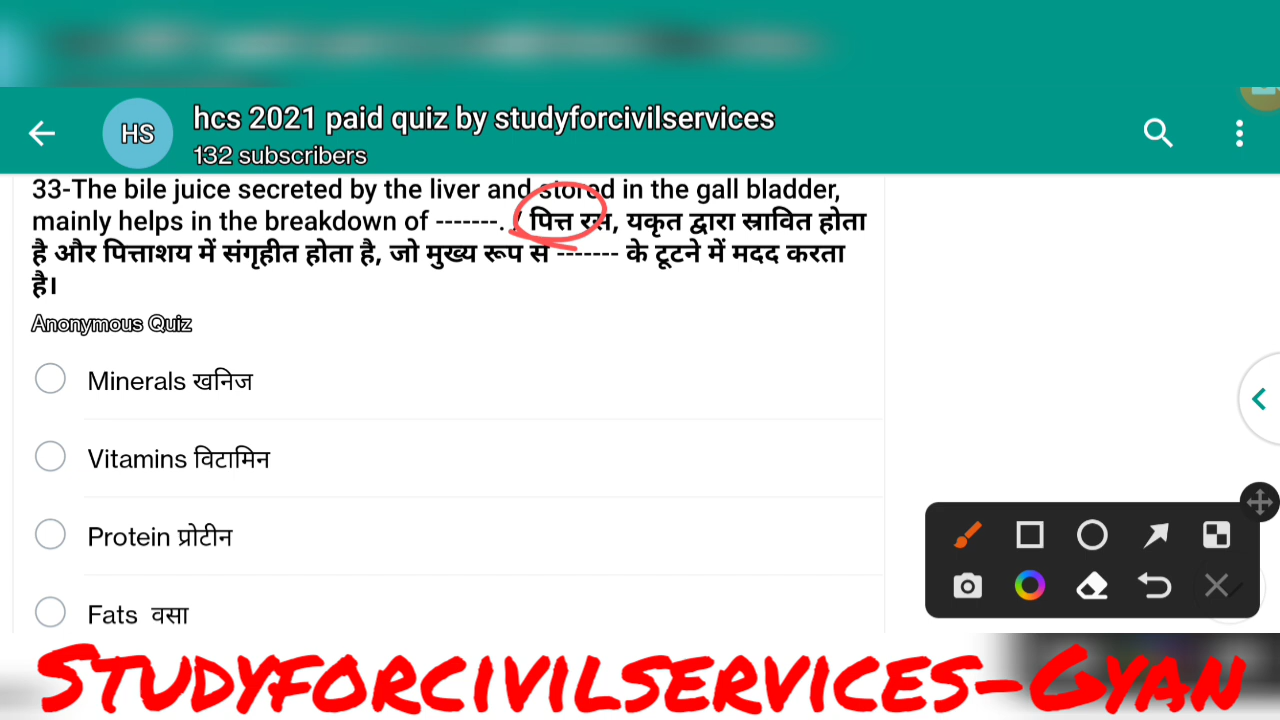 HS
hcs 2021 paid quiz by studyforcivilservices
132 subscribers
33-The bile juice secreted by the liver and stored in the gall bladder,
mainly helps in the breakdown of -------. / पित्त रस, यकृत द्वारा स्रावित होता
है और पित्ताशय में संगृहीत होता है, जो मुख्य रूप से ------- के टूटने में मदद करता
है।
Anonymous Quiz
Minerals खनिज
Vitamins विटामिन
Protein प्रोटीन
Fats वसा
STUDYFORCIVILSERVICES-GYAN